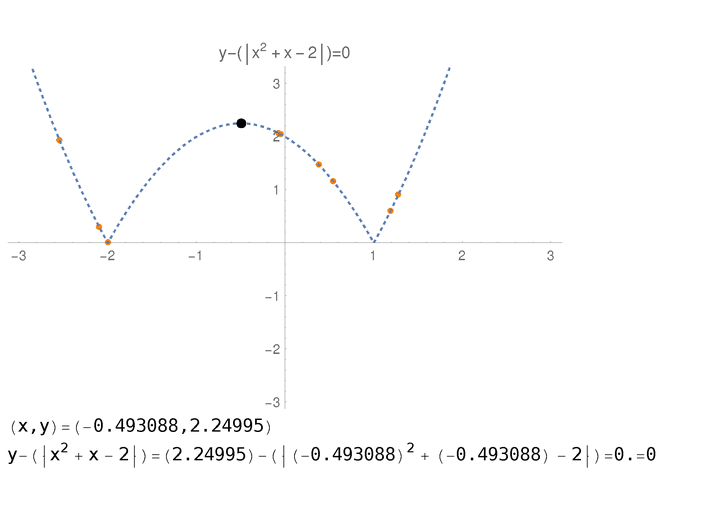 y−(|x² + x − 2|)=0
3
2
1
−3 −2 −1 1 2 3
−1
−2
−3
(x,y)=(−0.493088,2.24995)
y−(|x² + x − 2|)=(2.24995)−(|(−0.493088)² + (−0.493088) − 2|)=0.=0